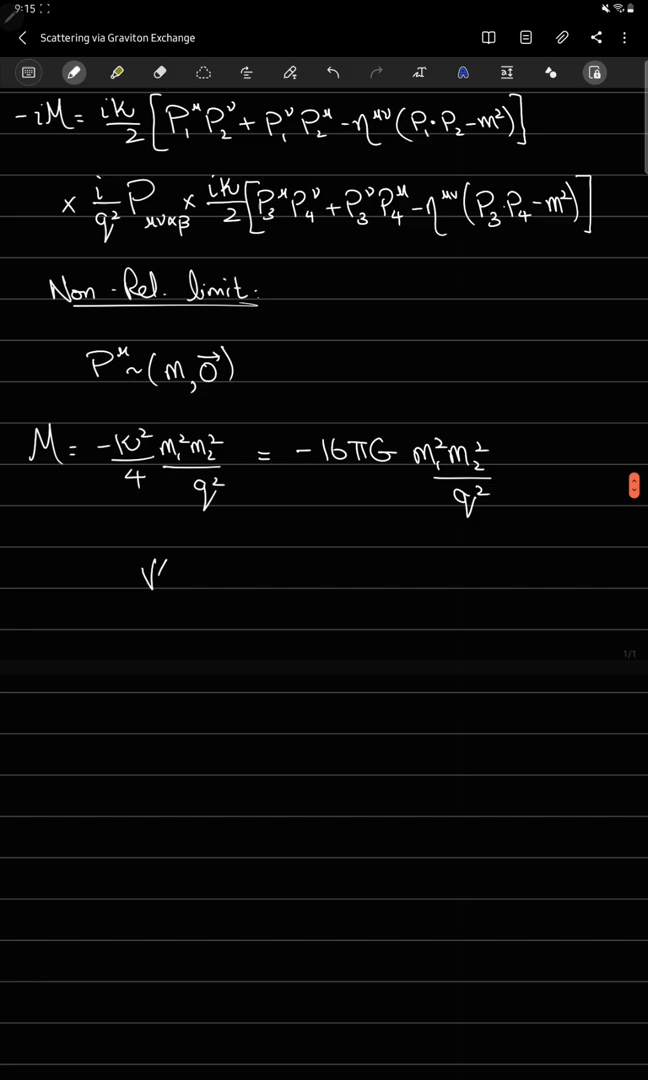 9:15
Scattering via Graviton Exchange
-iM = iκ/2 [P₁^μ P₂^ν + P₁^ν P₂^μ - η^μν (P₁·P₂ - m²)]
× i/q² P_μναβ × iκ/2 [P₃^μ P₄^ν + P₃^ν P₄^μ - η^μν (P₃·P₄ - m²)]
Non-Rel. limit:
P^μ ~ (m, 0⃗)
M = -κ²/4 m₁²m₂²/q² = -16πG m₁²m₂²/q²
V
1/1